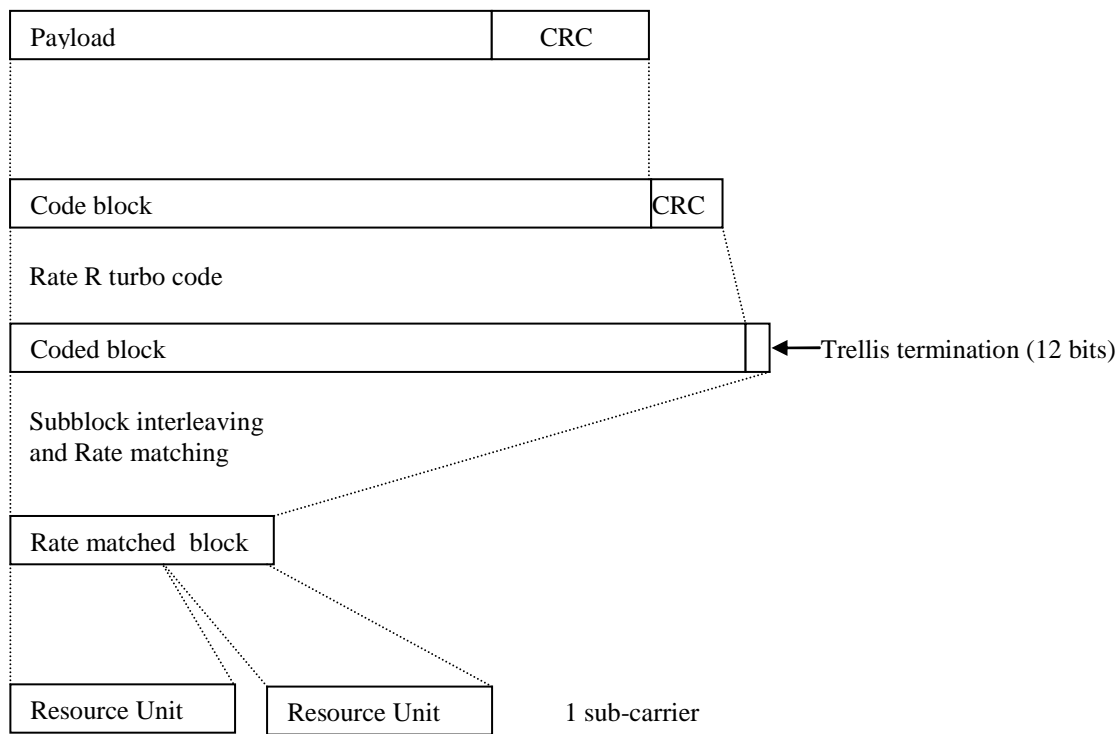 Payload CRC
Code block CRC
Rate R turbo code
Coded block Trellis termination (12 bits)
Subblock interleaving
and Rate matching
Rate matched block
Resource Unit Resource Unit 1 sub-carrier